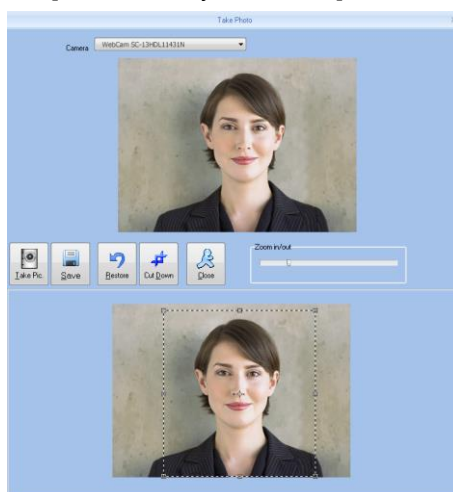 Take Photo
Camera
WebCam SC-13HDL11431N
Zoom in/out
Take Pic.
Save
Restore
Cut Down
Close